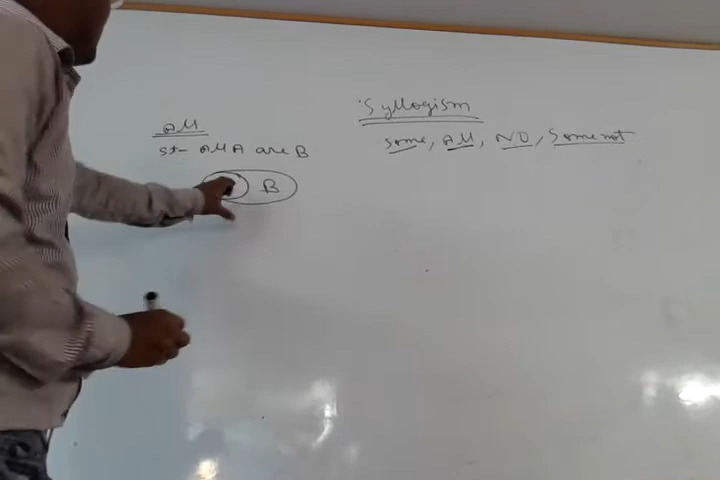 Syllogism
Some, All, NO, Some not
All
St- All A are B
B